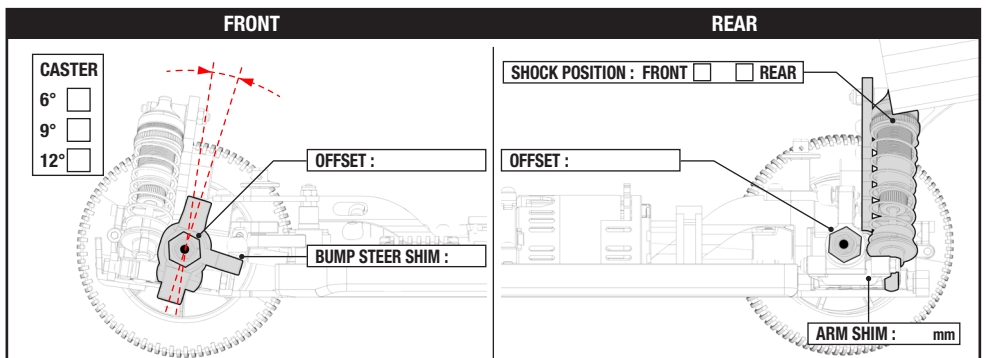 FRONT
CASTER
6°
9°
12°
OFFSET :
BUMP STEER SHIM :
REAR
SHOCK POSITION : FRONT REAR
OFFSET :
ARM SHIM : mm